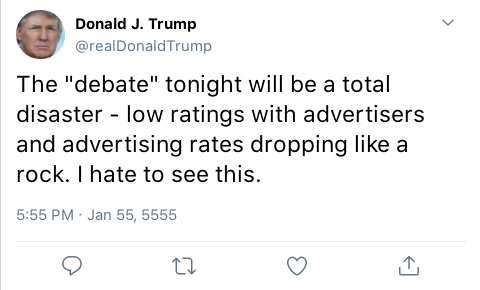 Donald J. Trump
@realDonaldTrump
The "debate" tonight will be a total
disaster - low ratings with advertisers
and advertising rates dropping like a
rock. I hate to see this.
5:55 PM · Jan 55, 5555